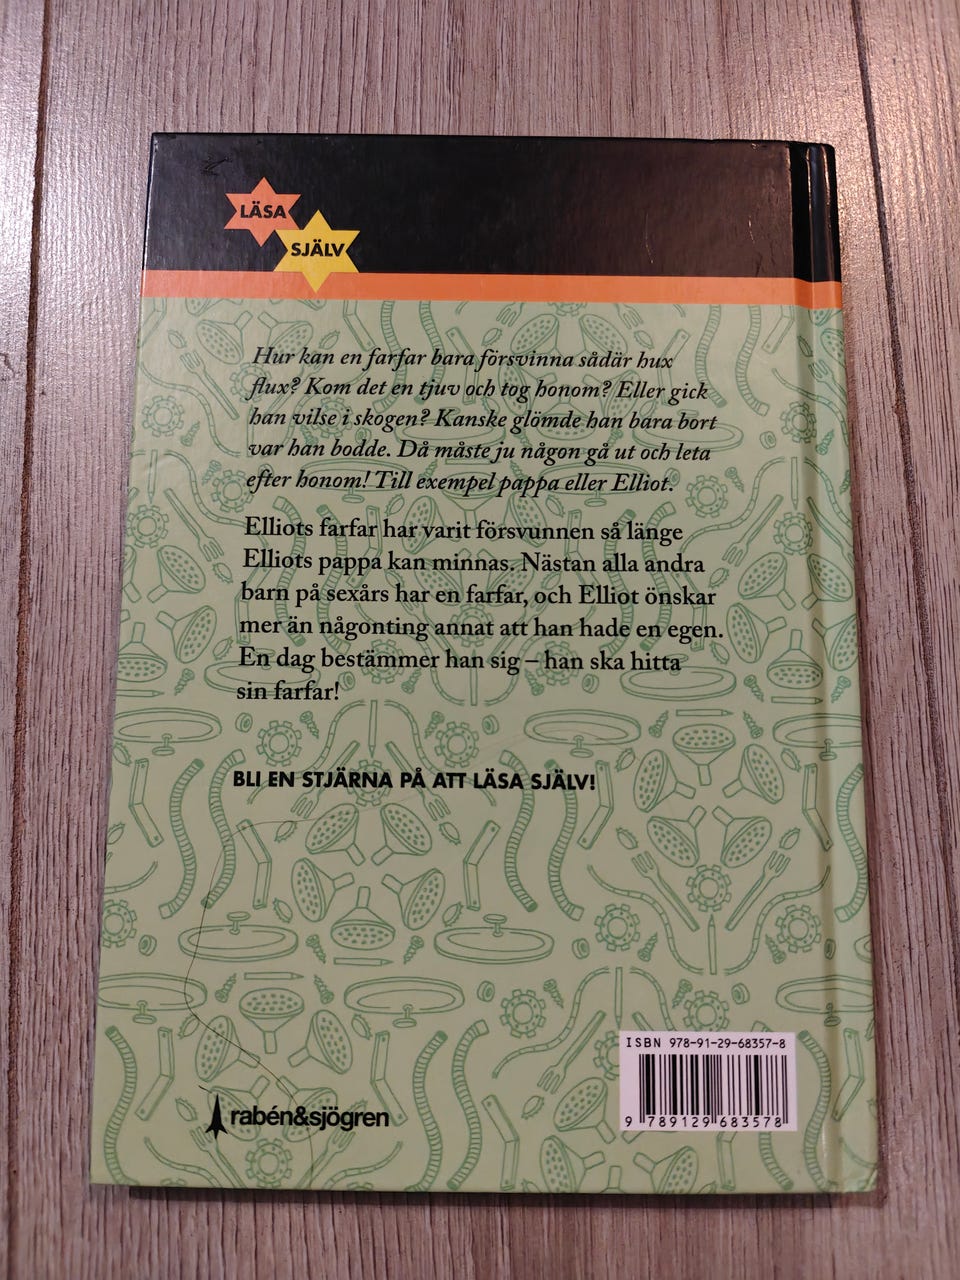 LÄSA
SJÄLV
Hur kan en farfar bara försvinna sådär hux
flux? Kom det en tjuv och tog honom? Eller gick
han vilse i skogen? Kanske glömde han bara bort
var han bodde. Då måste ju någon gå ut och leta
efter honom! Till exempel pappa eller Elliot.
Elliots farfar har varit försvunnen så länge
Elliots pappa kan minnas. Nästan alla andra
barn på sexårs har en farfar, och Elliot önskar
mer än någonting annat att han hade en egen.
En dag bestämmer han sig – han ska hitta
sin farfar!
BLI EN STJÄRNA PÅ ATT LÄSA SJÄLV!
ISBN 978-91-29-68357-8
9 789129 683578
rabén&sjögren